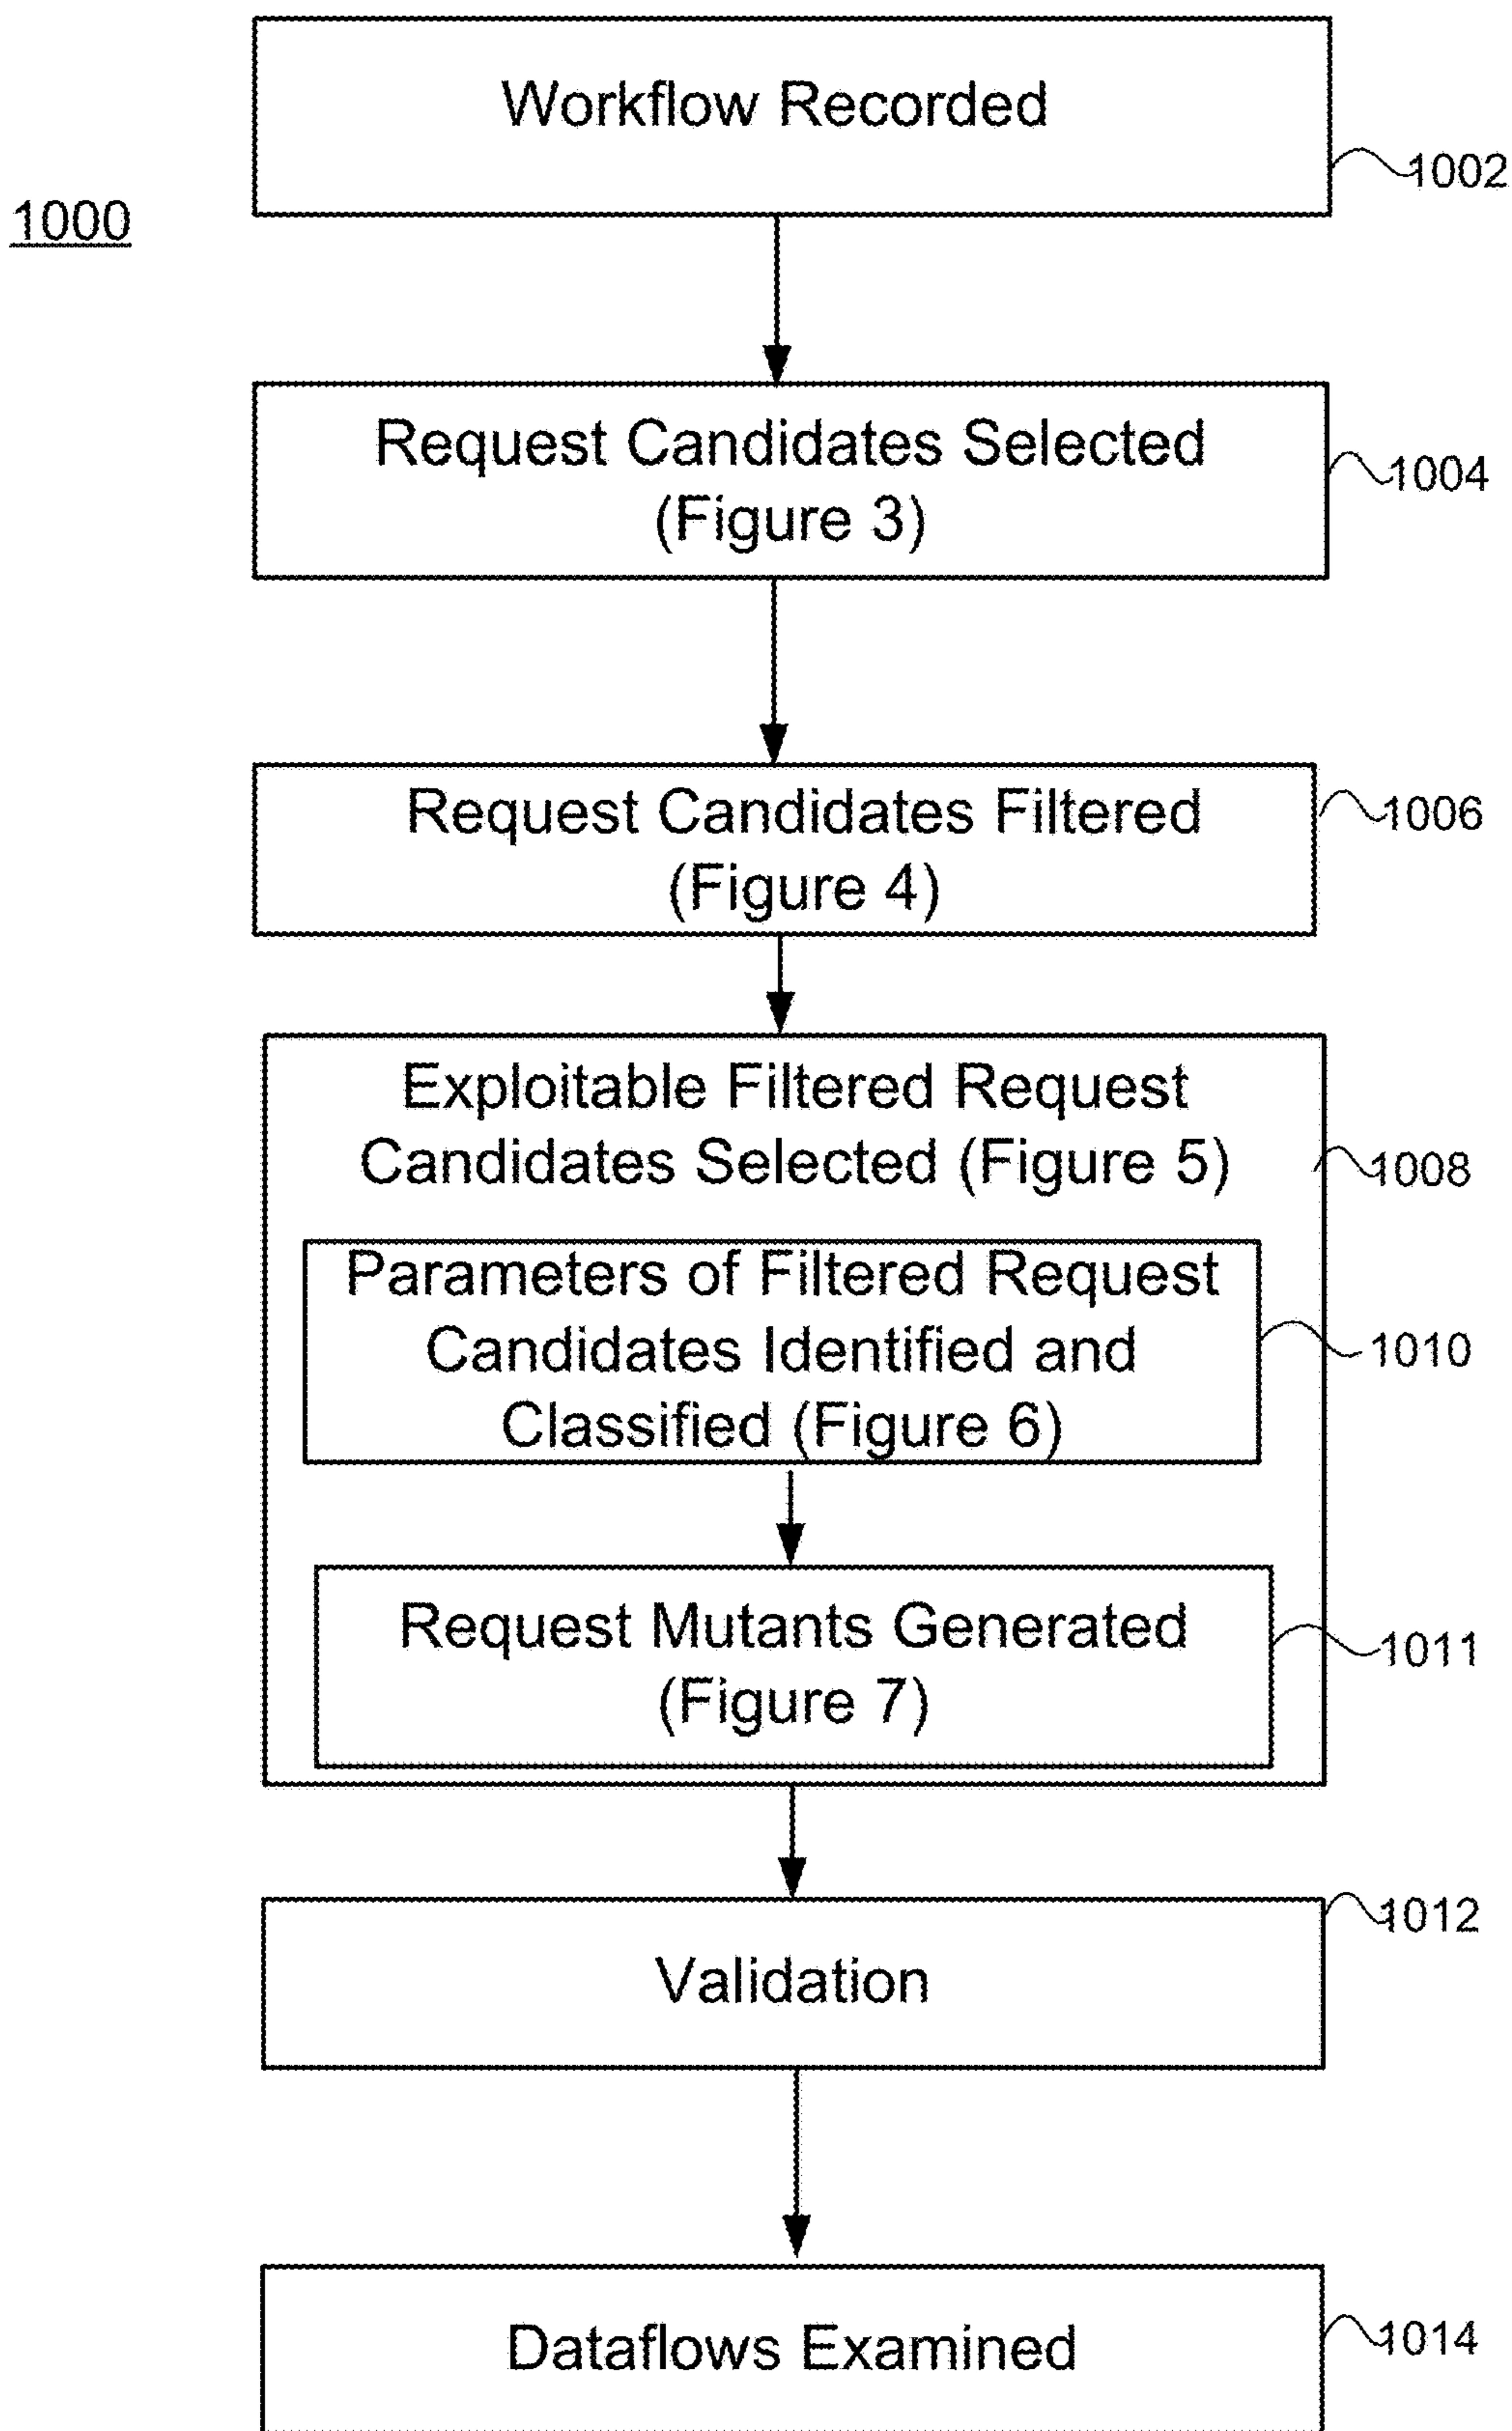 Workflow Recorded
1002
1000
Request Candidates Selected
(Figure 3)
1004
Request Candidates Filtered
(Figure 4)
1006
Exploitable Filtered Request
Candidates Selected (Figure 5)
1008
Parameters of Filtered Request
Candidates Identified and
Classified (Figure 6)
1010
Request Mutants Generated
(Figure 7)
1011
Validation
1012
Dataflows Examined
1014